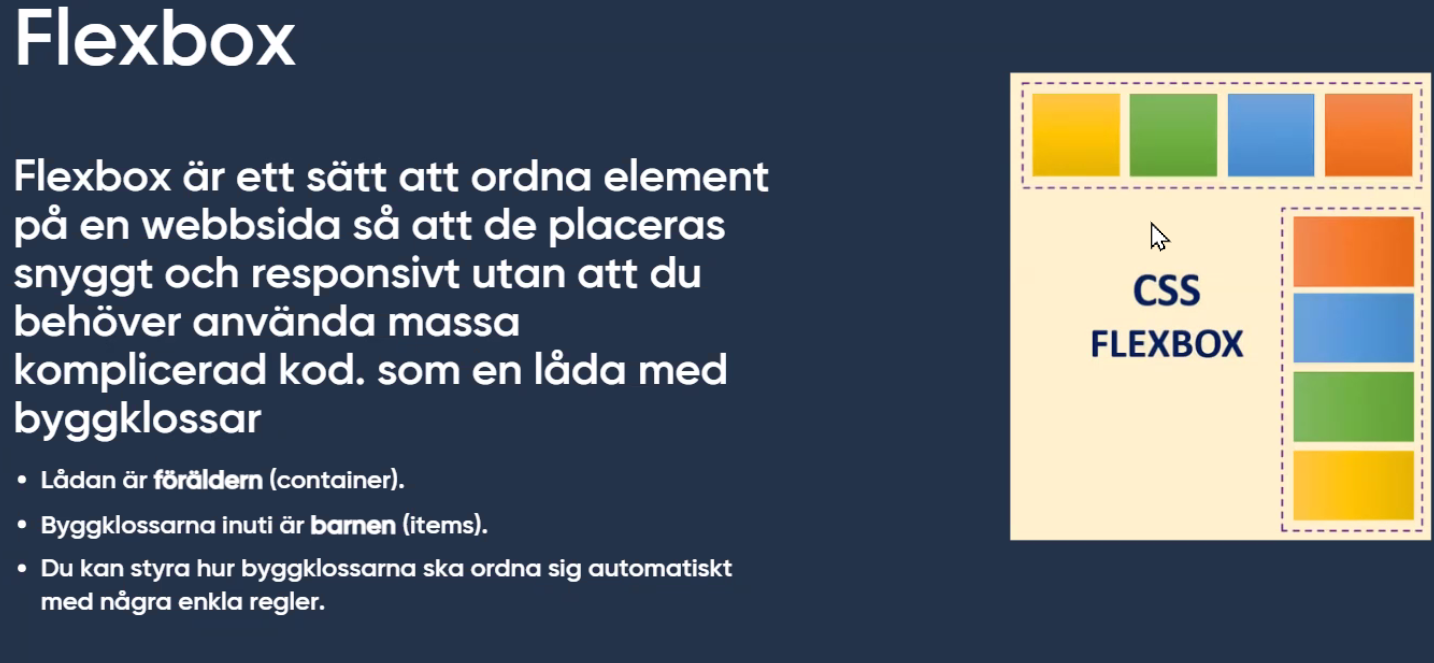 Flexbox
Flexbox är ett sätt att ordna element
på en webbsida så att de placeras
snyggt och responsivt utan att du
behöver använda massa
komplicerad kod. som en låda med
byggklossar
• Lådan är föräldern (container).
• Byggklossarna inuti är barnen (items).
• Du kan styra hur byggklossarna ska ordna sig automatiskt
med några enkla regler.
CSS
FLEXBOX